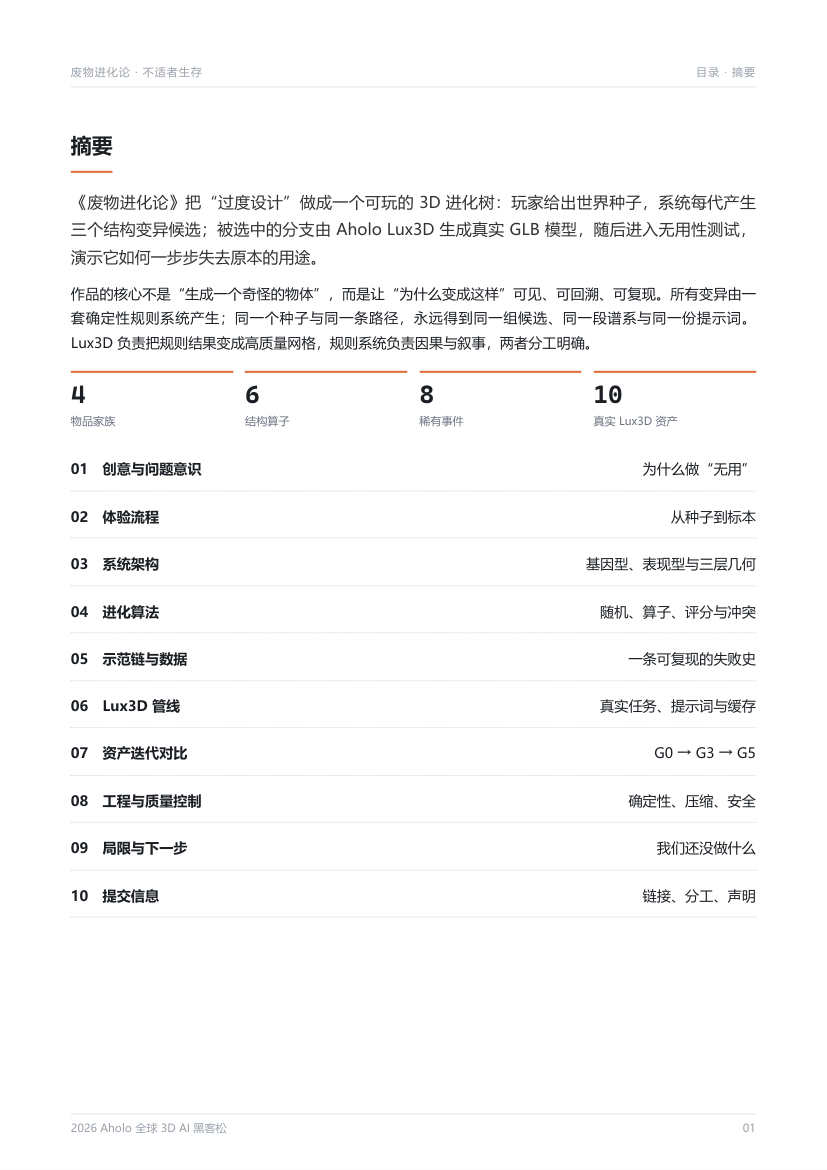 废物进化论 · 不适者生存
目录 · 摘要
摘要
《废物进化论》把“过度设计”做成一个可玩的 3D 进化树：玩家给出世界种子，系统每代产生
三个结构变异候选；被选中的分支由 Aholo Lux3D 生成真实 GLB 模型，随后进入无用性测试，
演示它如何一步步失去原本的用途。
作品的核心不是“生成一个奇怪的物体”，而是让“为什么变成这样”可见、可回溯、可复现。所有变异由一
套确定性规则系统产生；同一个种子与同一条路径，永远得到同一组候选、同一段谱系与同一份提示词。
Lux3D 负责把规则结果变成高质量网格，规则系统负责因果与叙事，两者分工明确。
4 6 8 10
物品家族 结构算子 稀有事件 真实 Lux3D 资产
01 创意与问题意识 为什么做“无用”
02 体验流程 从种子到标本
03 系统架构 基因型、表现型与三层几何
04 进化算法 随机、算子、评分与冲突
05 示范链与数据 一条可复现的失败史
06 Lux3D 管线 真实任务、提示词与缓存
07 资产迭代对比 G0 → G3 → G5
08 工程与质量控制 确定性、压缩、安全
09 局限与下一步 我们还没做什么
10 提交信息 链接、分工、声明
2026 Aholo 全球 3D AI 黑客松
01